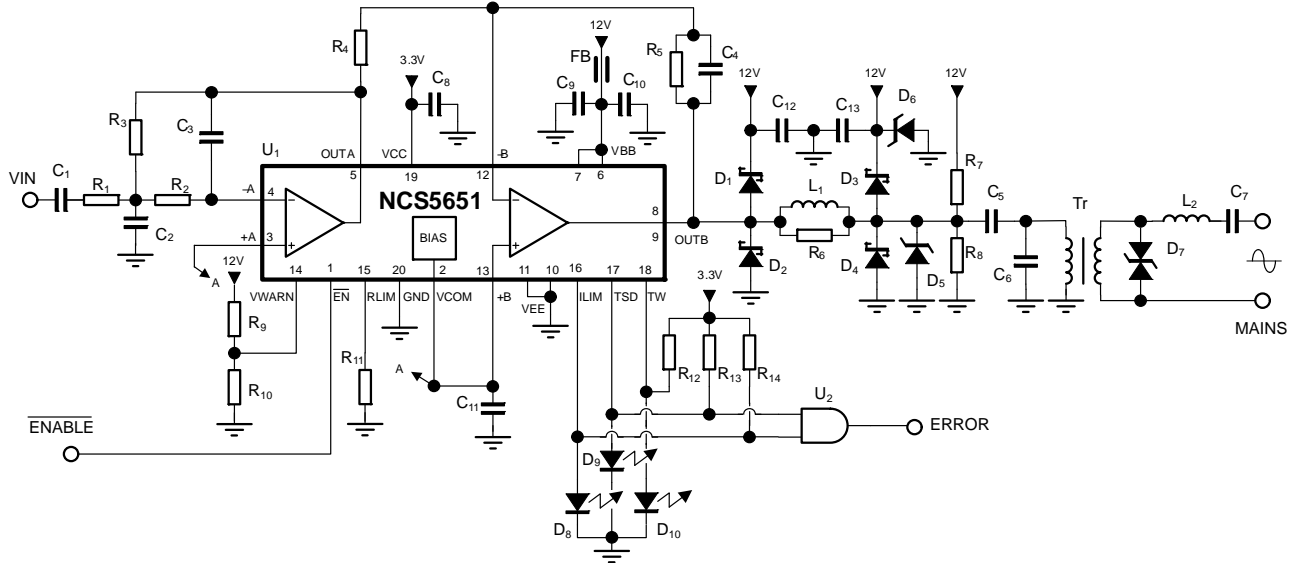 12V
R4
R5
C4
3.3V
FB
C8
C9
C10
12V
12V
12V
C12
C13
D6
R3
C3
U1
OUTA
VCC
-B
VBB
5
19
12
7
6
R7
VIN
C1
R1
R2
–A
4
NCS5651
D1
L1
D3
C5
Tr
L2
C7
8
9
OUTB
BIAS
C2
+A
3
R6
D2
D4
D5
R8
C6
D7
A
12V
14
1
15
20
2
13
11
10
16
17
18
3.3V
VWARN
EN
RLIM
GND
VCOM
+B
VEE
ILIM
TSD
TW
MAINS
R9
R11
A
R12
R13
R14
R10
C11
U2
ENABLE
ERROR
D9
D8
D10